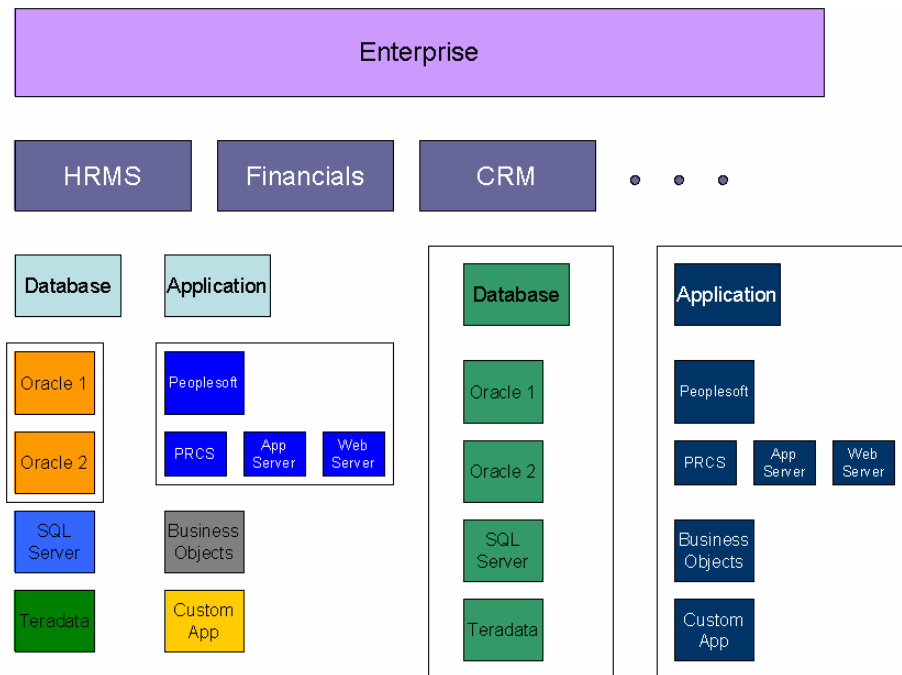 Enterprise
HRMS
Financials
CRM
Database
Application
Database
Application
Oracle 1
Peoplesoft
Oracle 1
Peoplesoft
Oracle 2
PRCS
App
Server
Web
Server
Oracle 2
PRCS
App
Server
Web
Server
SQL
Server
Business
Objects
SQL
Server
Business
Objects
Teradata
Custom
App
Teradata
Custom
App